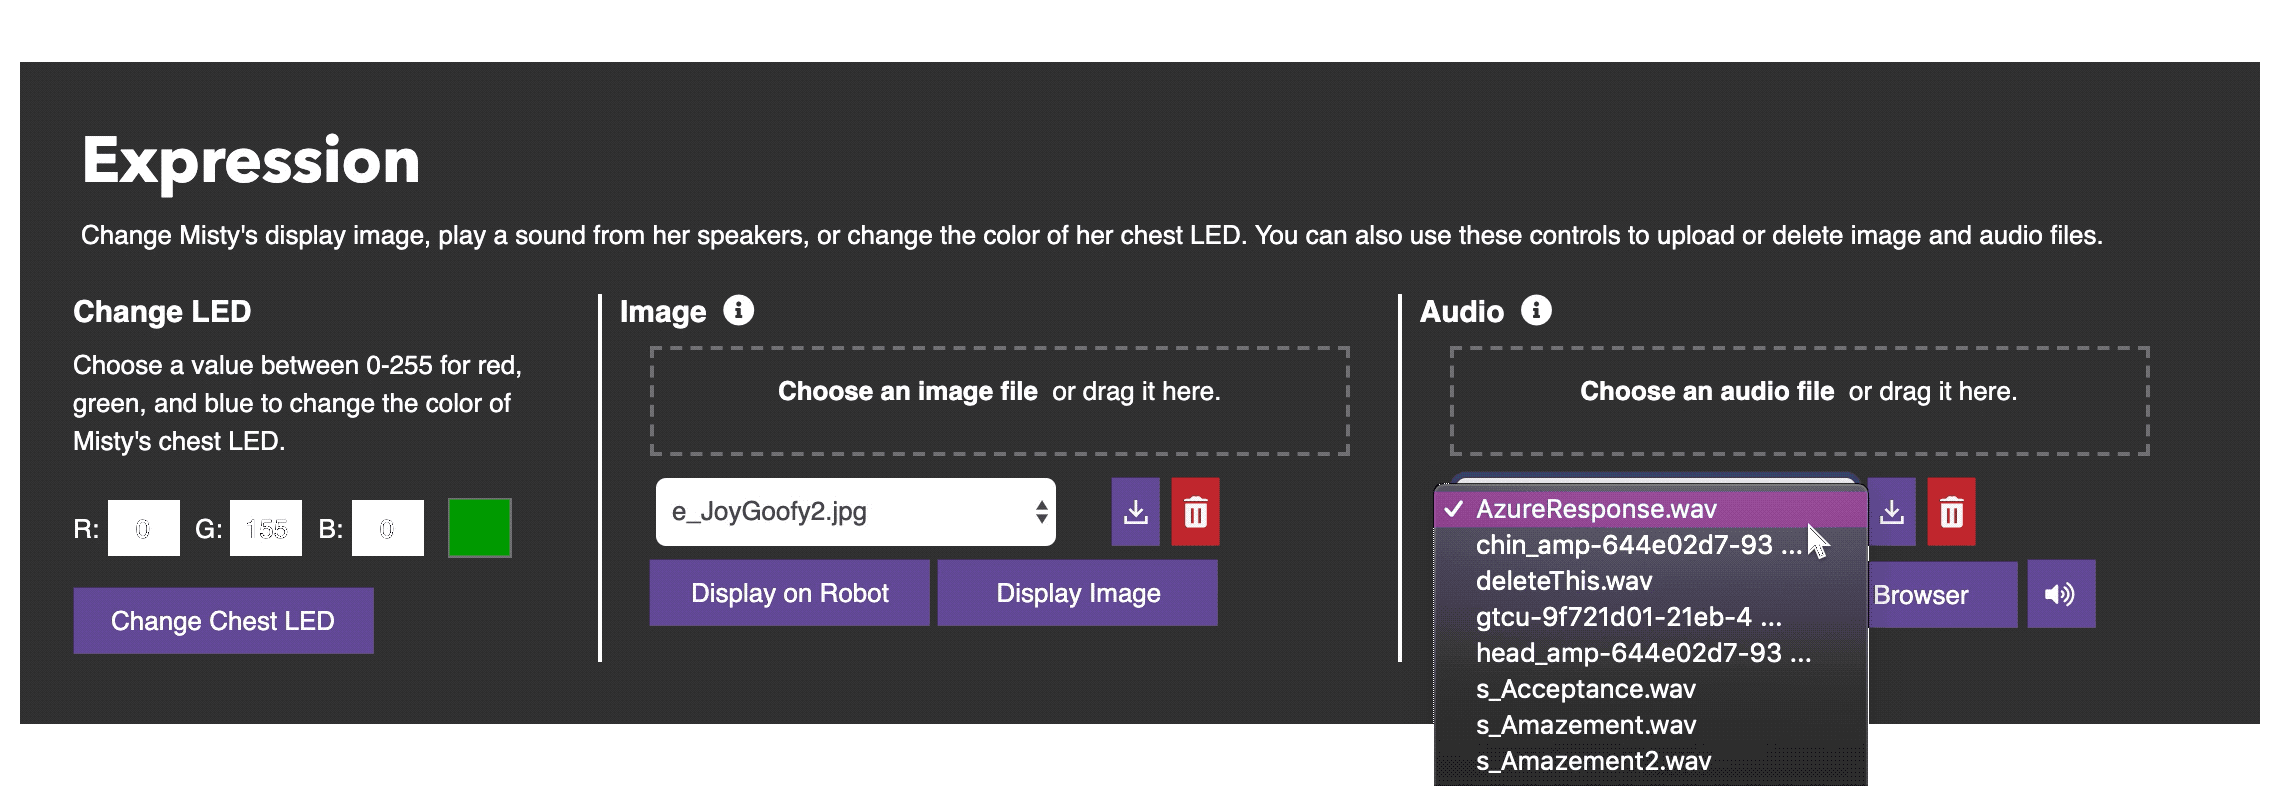 Expression
Change Misty's display image, play a sound from her speakers, or change the color of her chest LED. You can also use these controls to upload or delete image and audio files.
Change LED
Choose a value between 0-255 for red,
green, and blue to change the color of
Misty's chest LED.
R: 0 G: 155 B: 0
Change Chest LED
Image
Choose an image file or drag it here.
e_JoyGoofy2.jpg
Display on Robot
Display Image
Audio
Choose an audio file or drag it here.
✓ AzureResponse.wav
chin_amp-644e02d7-93 ...
deleteThis.wav
gtcu-9f721d01-21eb-4 ...
head_amp-644e02d7-93 ...
s_Acceptance.wav
s_Amazement.wav
s_Amazement2.wav
Browser